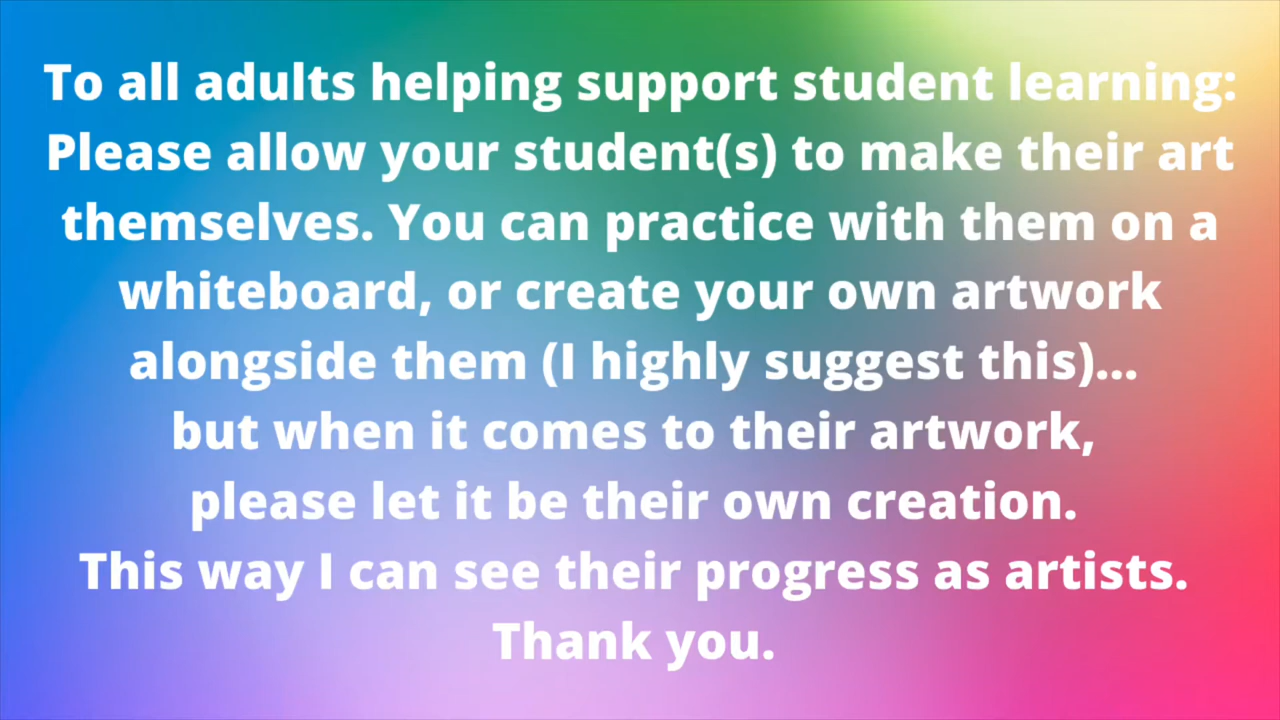 To all adults helping support student learning:
Please allow your student(s) to make their art
themselves. You can practice with them on a
whiteboard, or create your own artwork
alongside them (I highly suggest this)...
but when it comes to their artwork,
please let it be their own creation.
This way I can see their progress as artists.
Thank you.